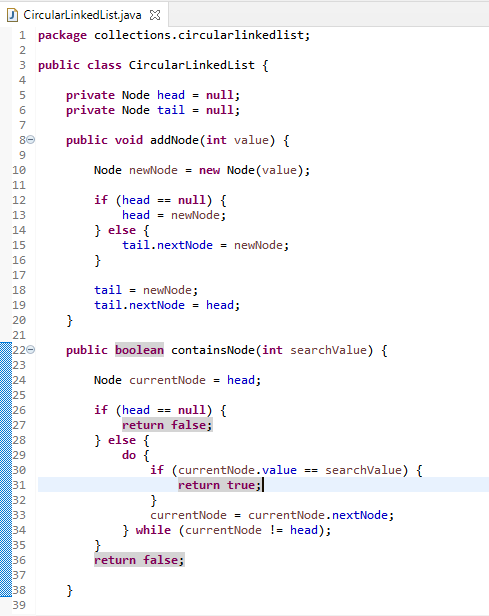 CircularLinkedList.java
1 package collections.circularlinkedlist;
2
3 public class CircularLinkedList {
4
5     private Node head = null;
6     private Node tail = null;
7
8     public void addNode(int value) {
9
10         Node newNode = new Node(value);
11
12         if (head == null) {
13             head = newNode;
14         } else {
15             tail.nextNode = newNode;
16         }
17
18         tail = newNode;
19         tail.nextNode = head;
20     }
21
22     public boolean containsNode(int searchValue) {
23
24         Node currentNode = head;
25
26         if (head == null) {
27             return false;
28         } else {
29             do {
30                 if (currentNode.value == searchValue) {
31                     return true;
32                 }
33                 currentNode = currentNode.nextNode;
34             } while (currentNode != head);
35         }
36         return false;
37
38     }
39